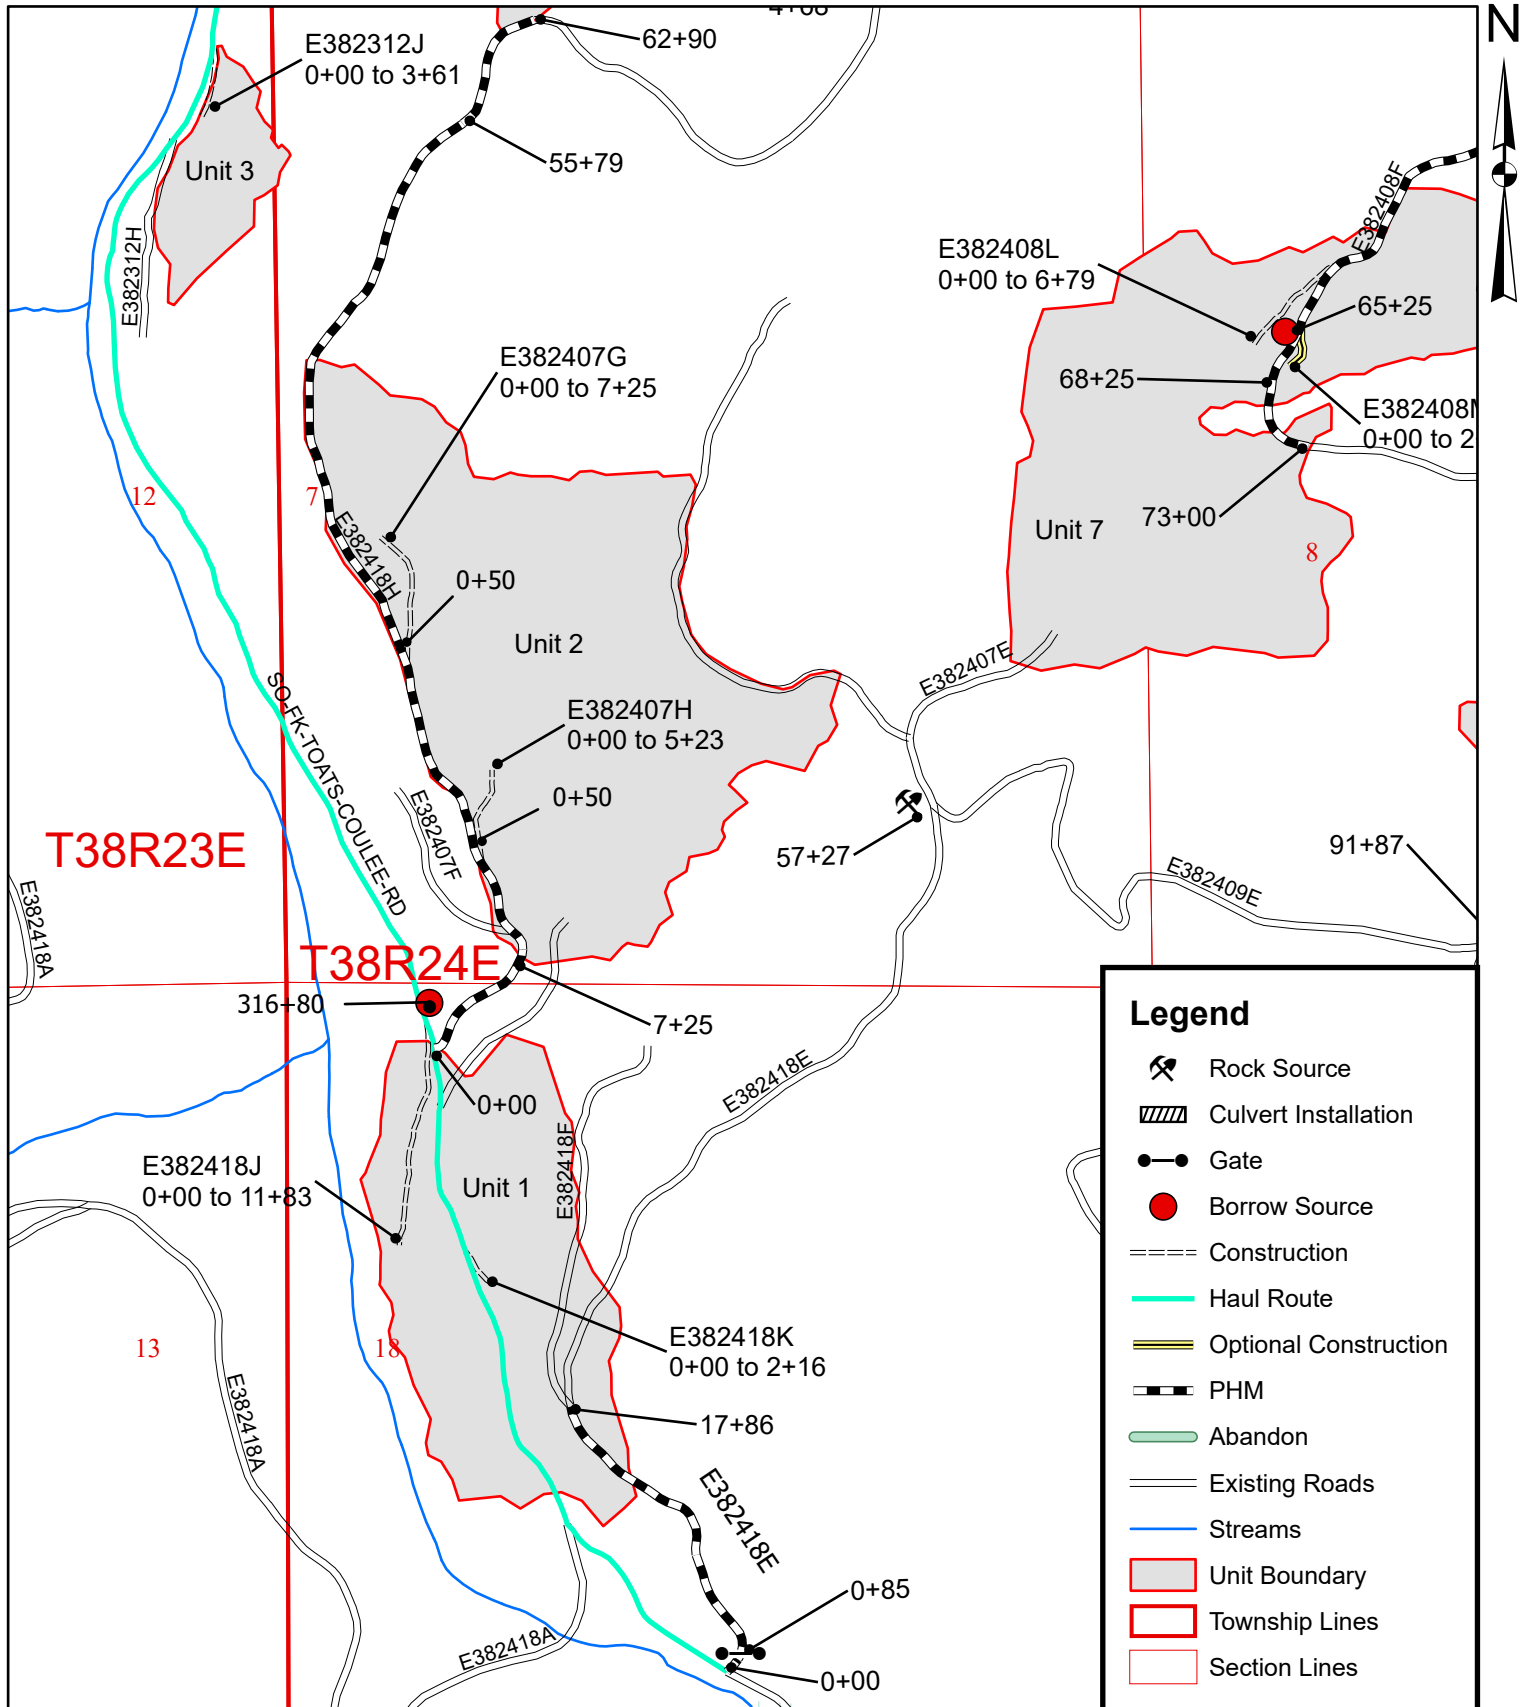 N
E382312J
0+00 to 3+61
62+90
Unit 3
55+79
E382312H
E382408F
E382408L
0+00 to 6+79
65+25
E382407G
0+00 to 7+25
68+25
E382408
0+00 to 2
12
7
73+00
Unit 7
8
E382418H
0+50
Unit 2
E382407E
SO-FK-TOATS-COULEE-RD
E382407H
0+00 to 5+23
0+50
E382407F
57+27
91+87
T38R23E
E382409E
E382418A
T38R24E
316+80
7+25
E382418E
0+00
E382418F
E382418J
0+00 to 11+83
Unit 1
E382418K
0+00 to 2+16
13
18
E382418A
17+86
E382418E
0+85
E382418A
0+00
Legend
Rock Source
Culvert Installation
Gate
Borrow Source
Construction
Haul Route
Optional Construction
PHM
Abandon
Existing Roads
Streams
Unit Boundary
Township Lines
Section Lines